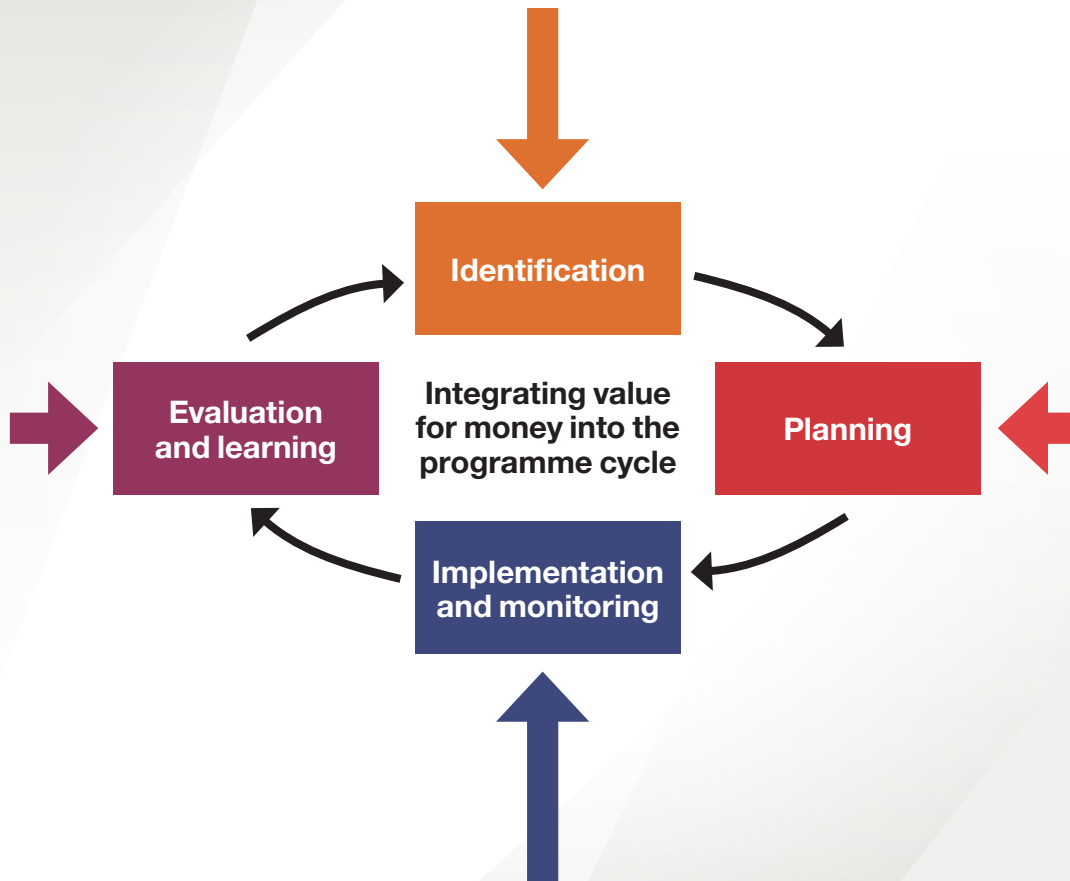 Identification
Integrating value
for money into the
programme cycle
Evaluation
and learning
Planning
Implementation
and monitoring